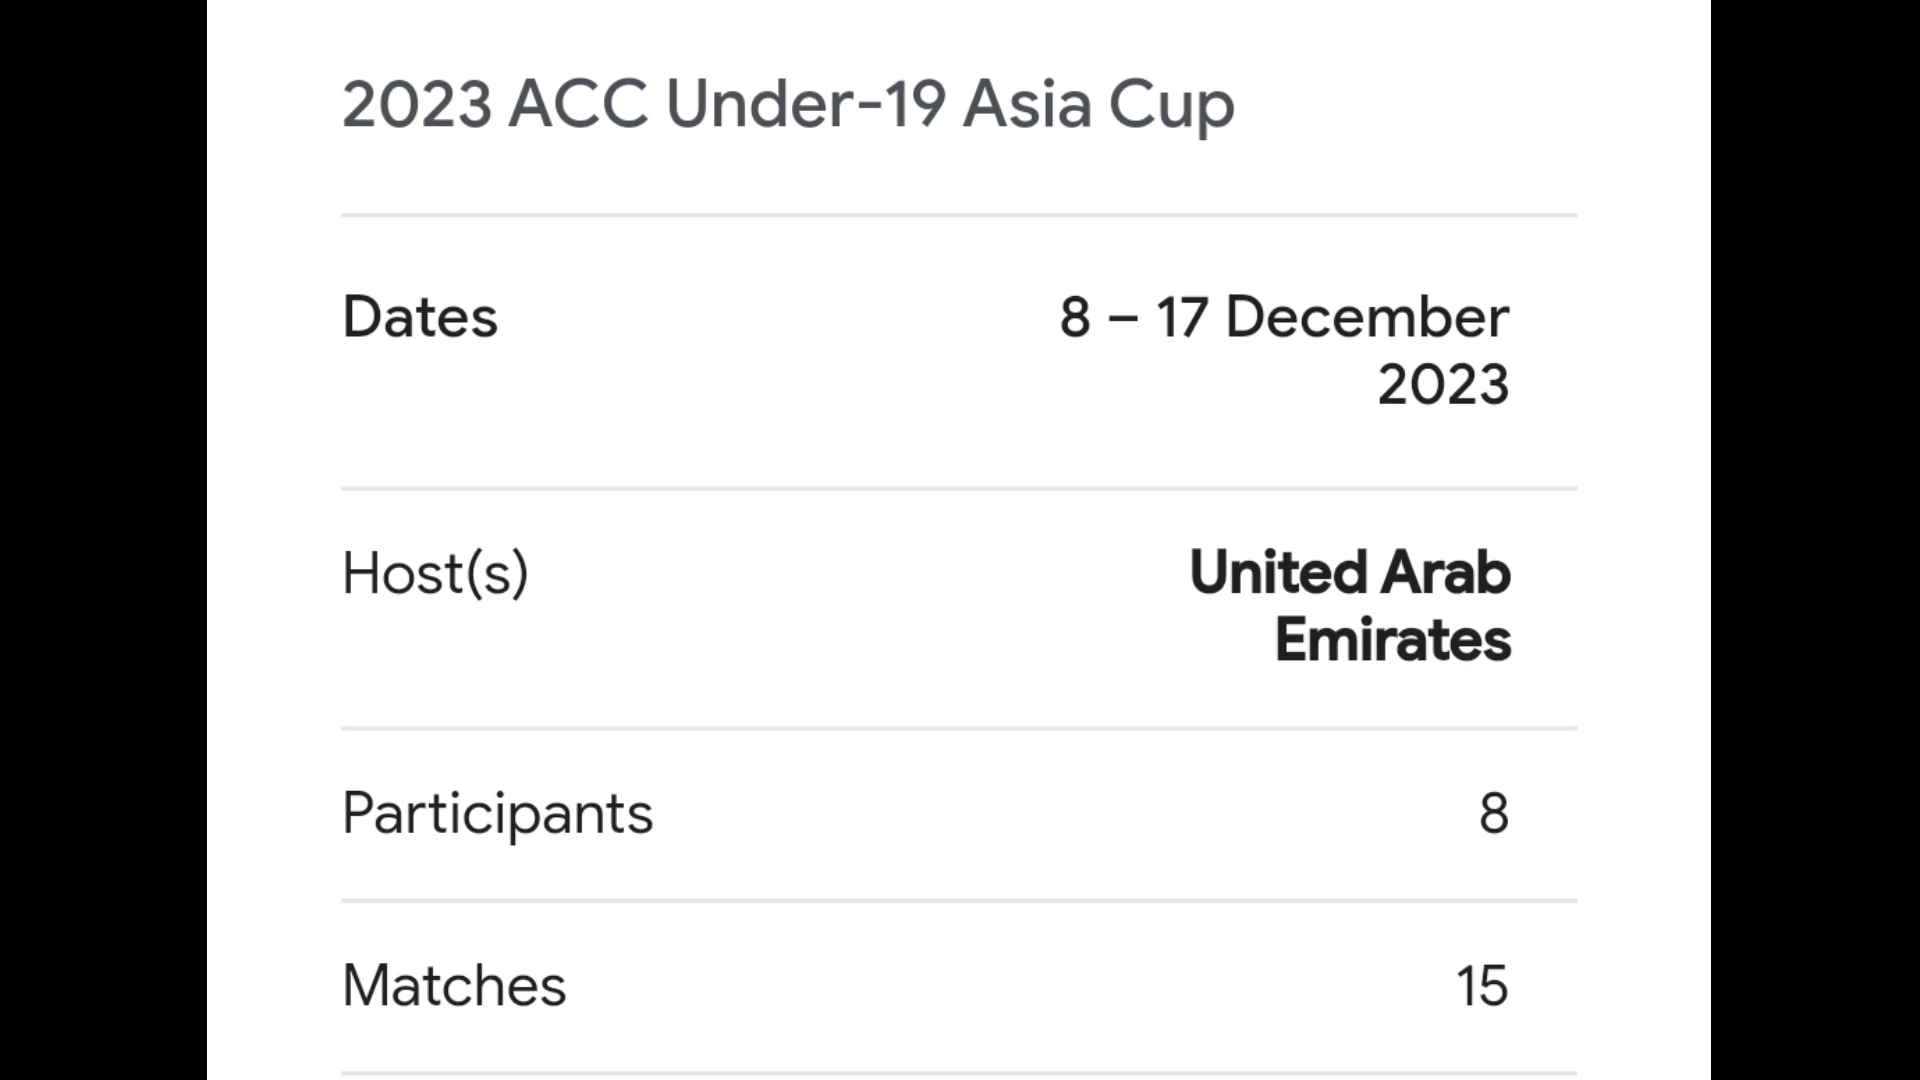 2023 ACC Under-19 Asia Cup
Dates
8 – 17 December
2023
Host(s)
United Arab
Emirates
Participants
8
Matches
15